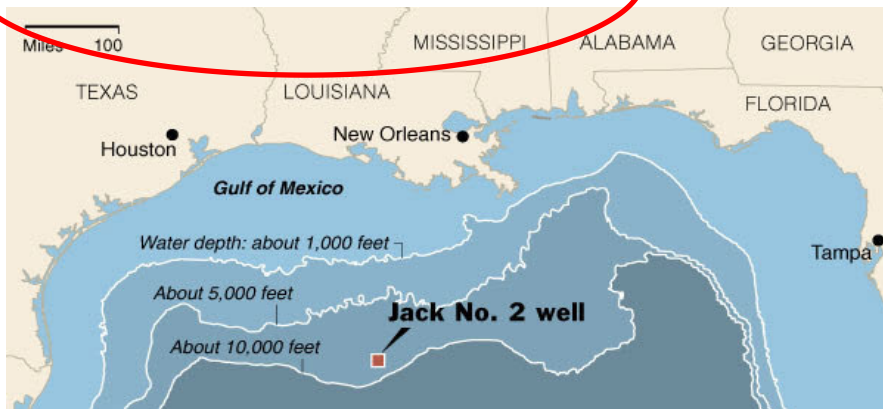 Miles 100
MISSISSIPPI
ALABAMA
GEORGIA
TEXAS
LOUISIANA
FLORIDA
New Orleans
Houston
Gulf of Mexico
Water depth: about 1,000 feet
Tampa
About 5,000 feet
Jack No. 2 well
About 10,000 feet